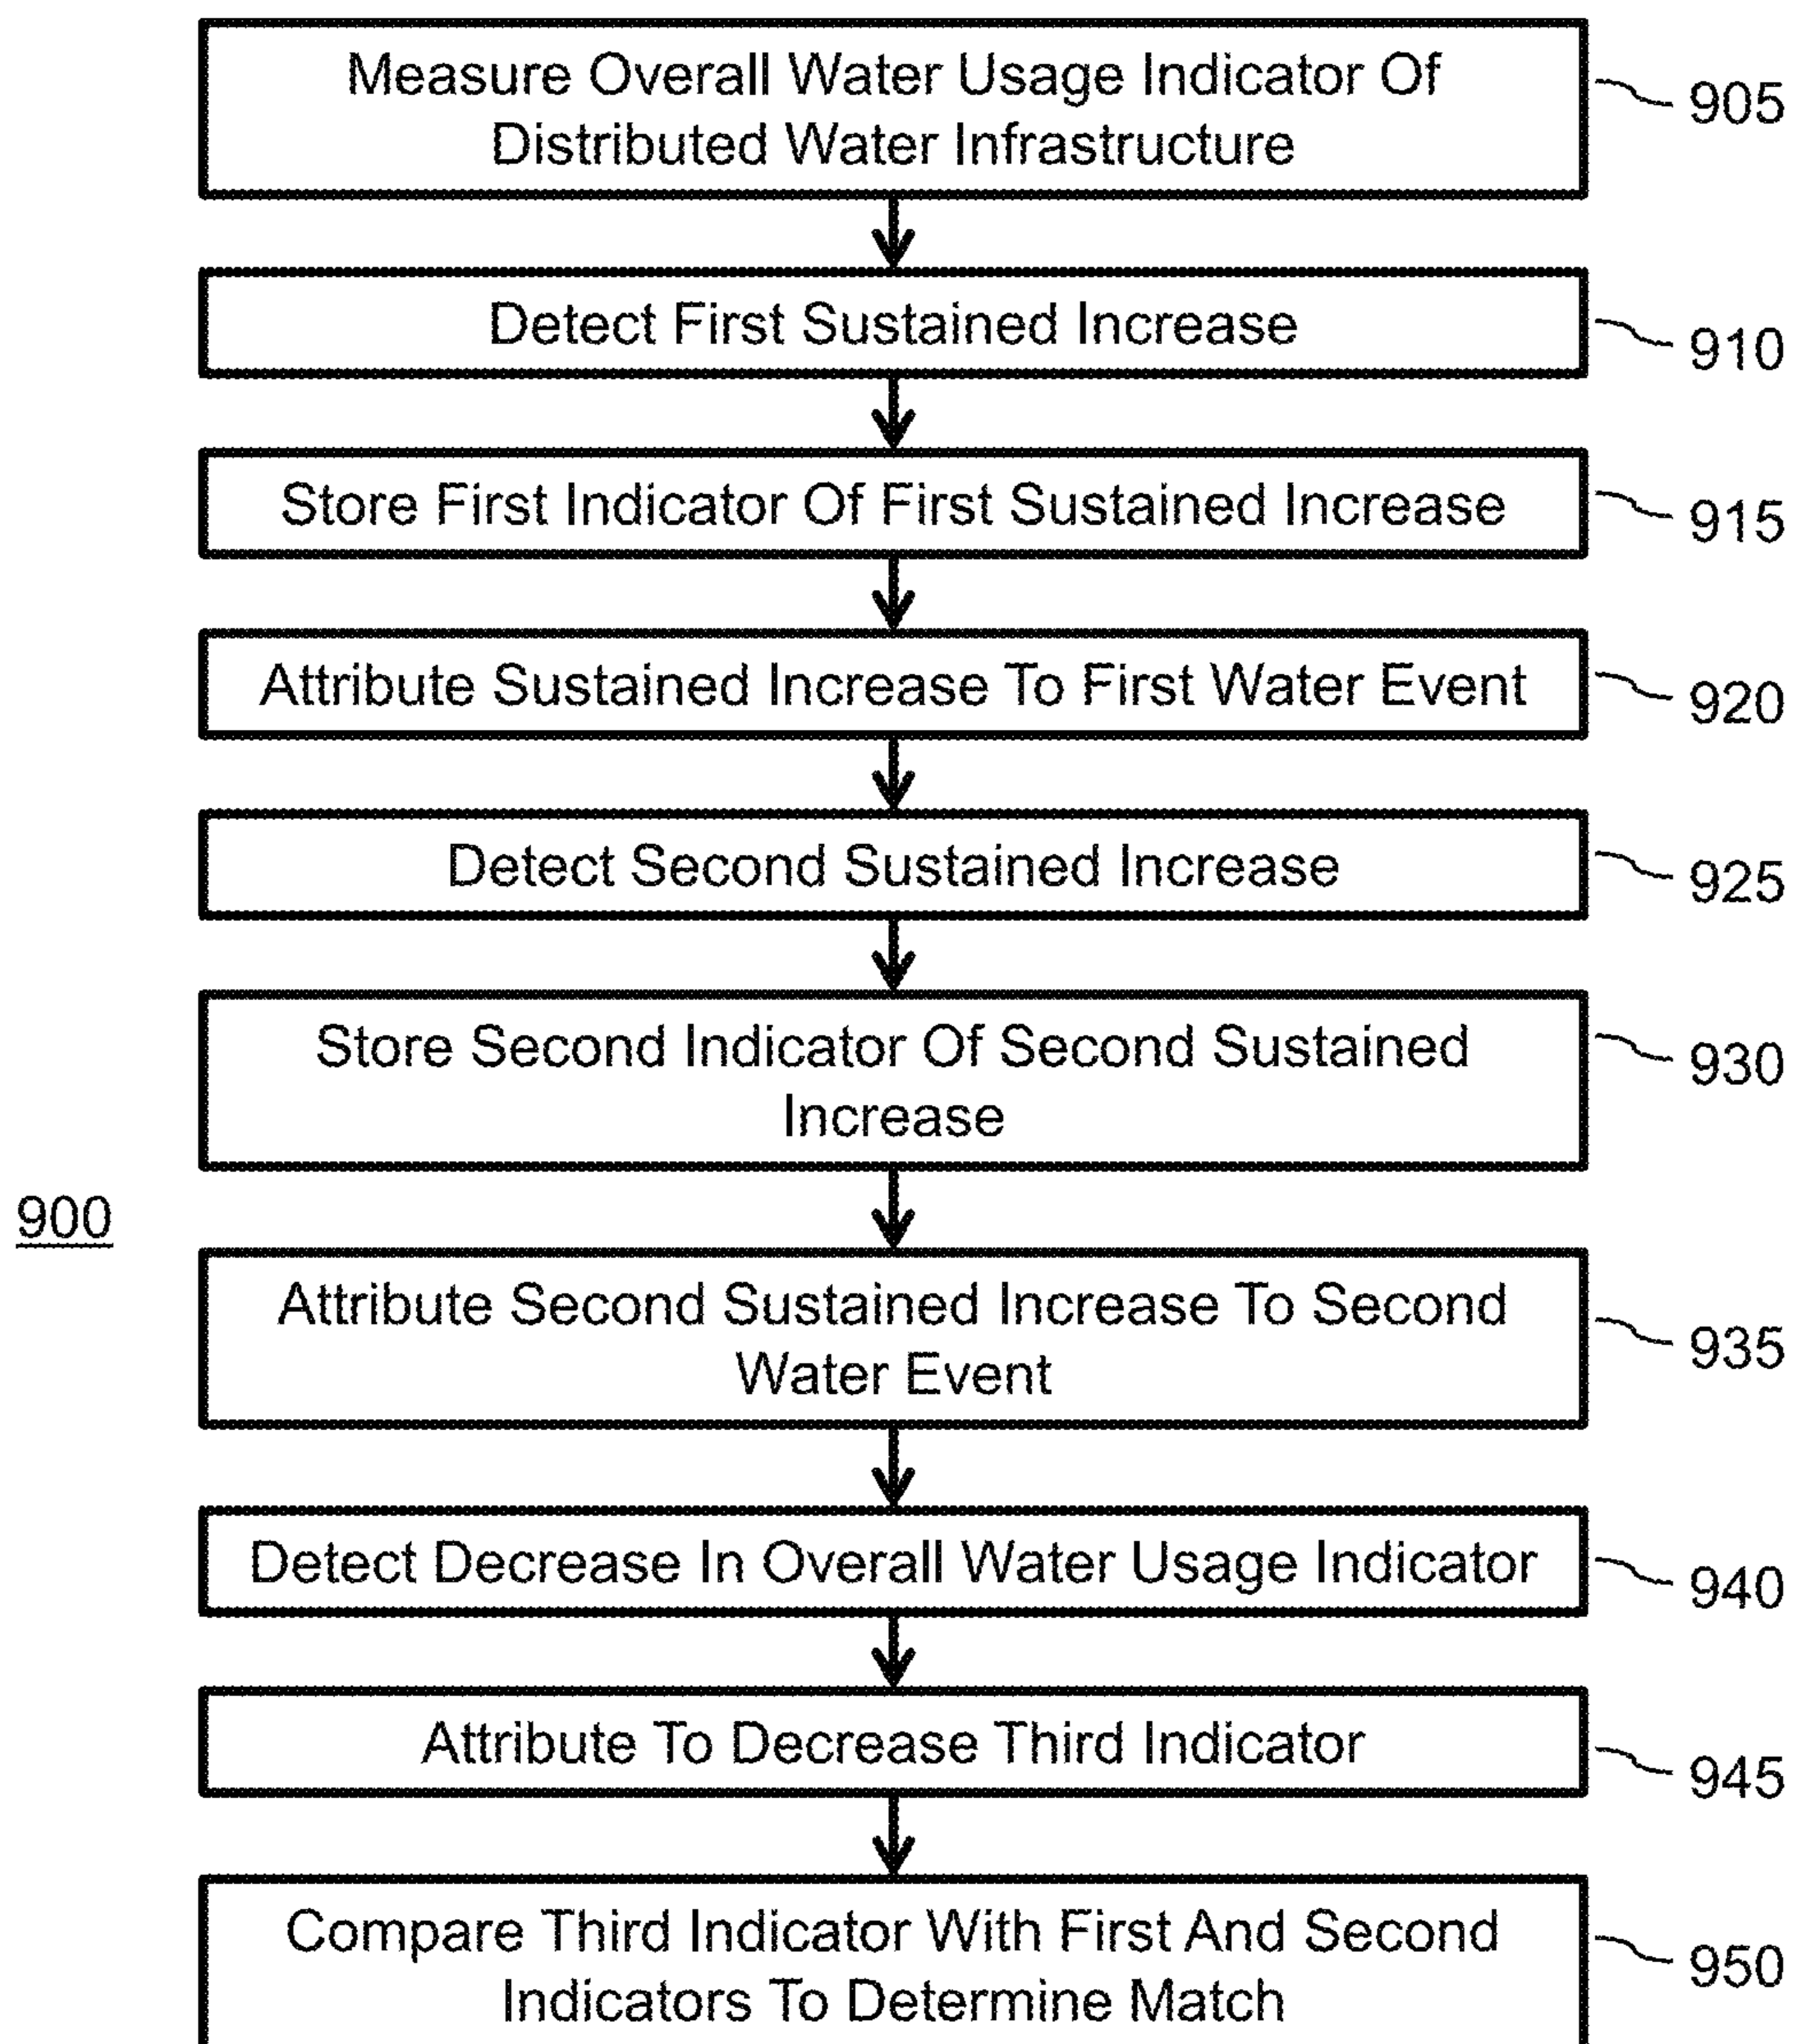 Measure Overall Water Usage Indicator Of
Distributed Water Infrastructure
905
Detect First Sustained Increase
910
Store First Indicator Of First Sustained Increase
915
Attribute Sustained Increase To First Water Event
920
Detect Second Sustained Increase
925
Store Second Indicator Of Second Sustained
Increase
930
900
Attribute Second Sustained Increase To Second
Water Event
935
Detect Decrease In Overall Water Usage Indicator
940
Attribute To Decrease Third Indicator
945
Compare Third Indicator With First And Second
Indicators To Determine Match
950